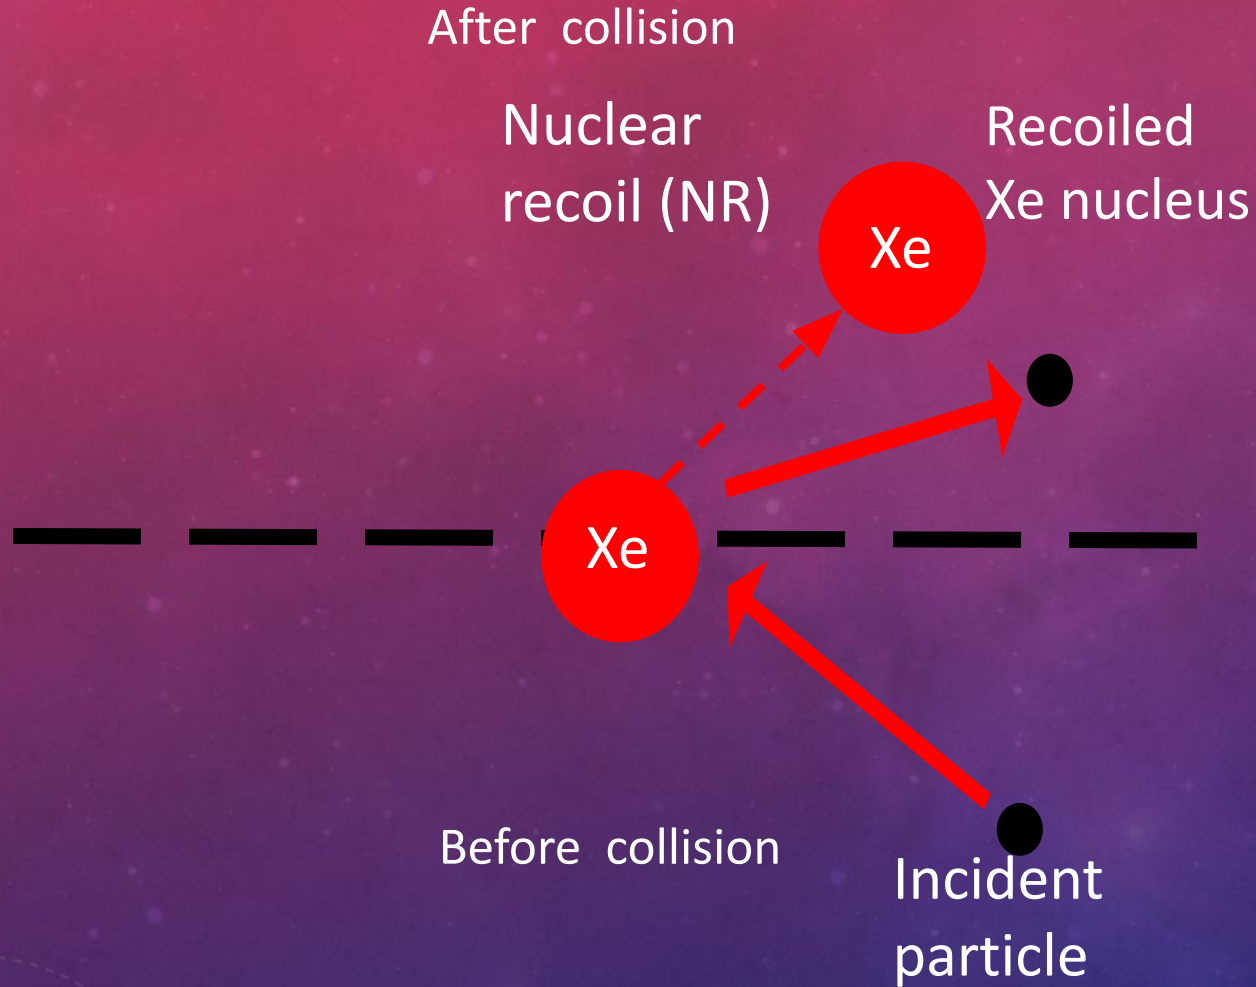 After collision
Nuclear
recoil (NR)
Recoiled
Xe nucleus
Xe
Xe
Before collision
Incident
particle